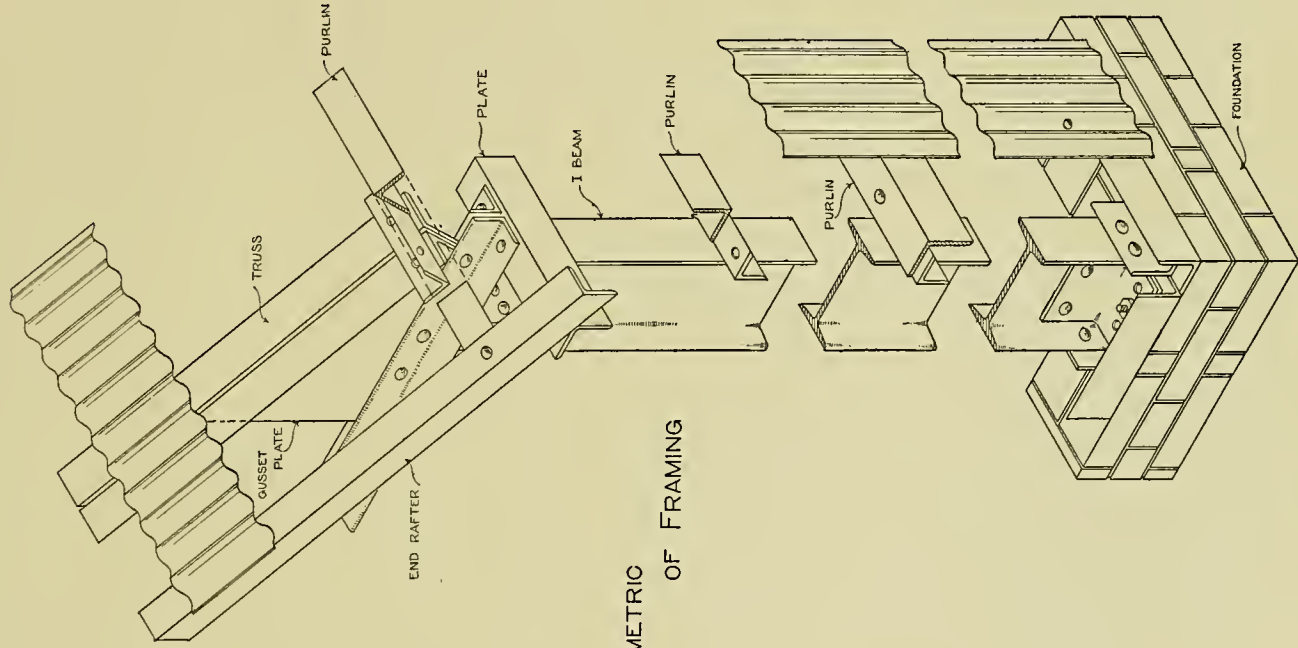 PURLIN
TRUSS
PLATE
I BEAM
PURLIN
GUSSET
PLATE
PURLIN
END RAFTER
METRIC
OF FRAMING
FOUNDATION